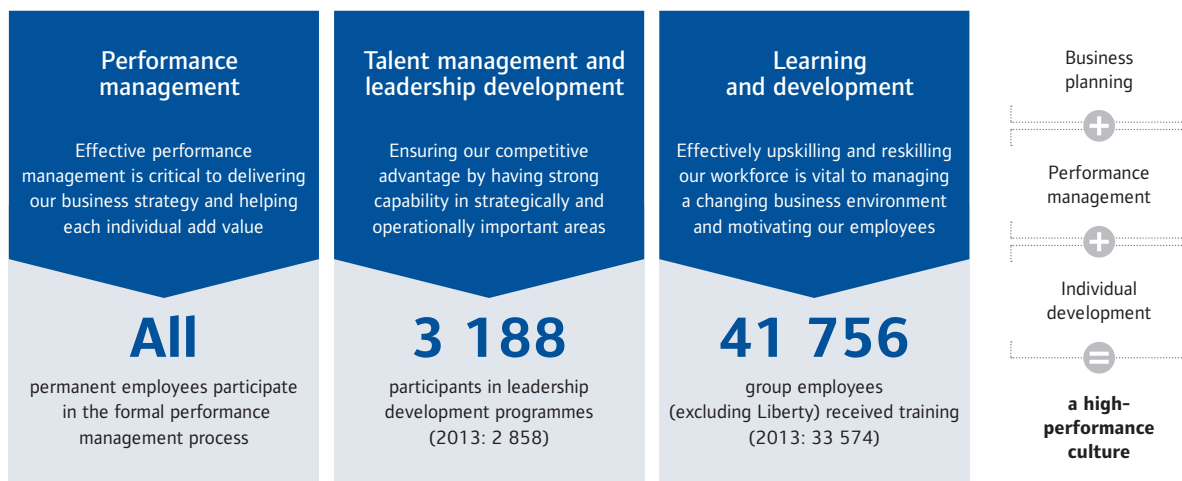 Performance
management
Effective performance
management is critical to delivering
our business strategy and helping
each individual add value
All
permanent employees participate
in the formal performance
management process
Talent management and
leadership development
Ensuring our competitive
advantage by having strong
capability in strategically and
operationally important areas
3 188
participants in leadership
development programmes
(2013: 2 858)
Learning
and development
Effectively upskilling and reskilling
our workforce is vital to managing
a changing business environment
and motivating our employees
41 756
group employees
(excluding Liberty) received training
(2013: 33 574)
Business
planning
+
Performance
management
+
Individual
development
=
a high-
performance
culture